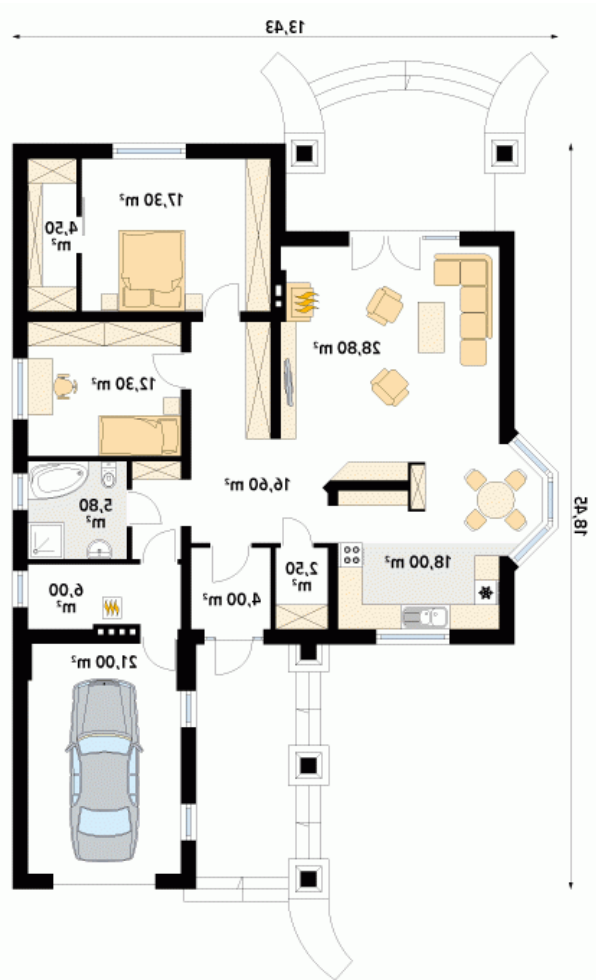 13,43
17,30 m²
4,50
m²
28,80 m²
12,30 m²
16,60 m²
18,45
5,80
m²
18,00 m²
2,50
m²
6,00
m²
4,00 m²
21,00 m²